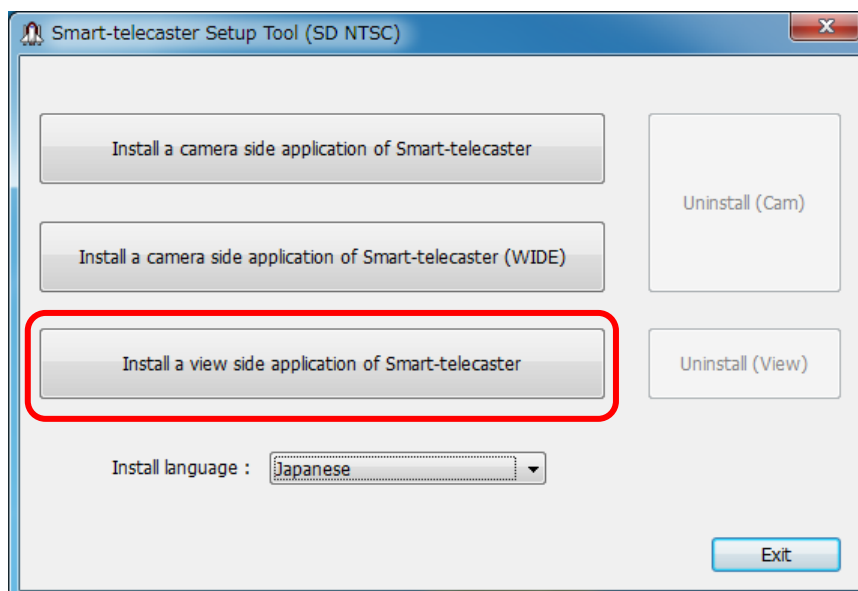 Smart-telecaster Setup Tool (SD NTSC)
Install a camera side application of Smart-telecaster
Uninstall (Cam)
Install a camera side application of Smart-telecaster (WIDE)
Install a view side application of Smart-telecaster
Uninstall (View)
Install language :
Japanese
Exit